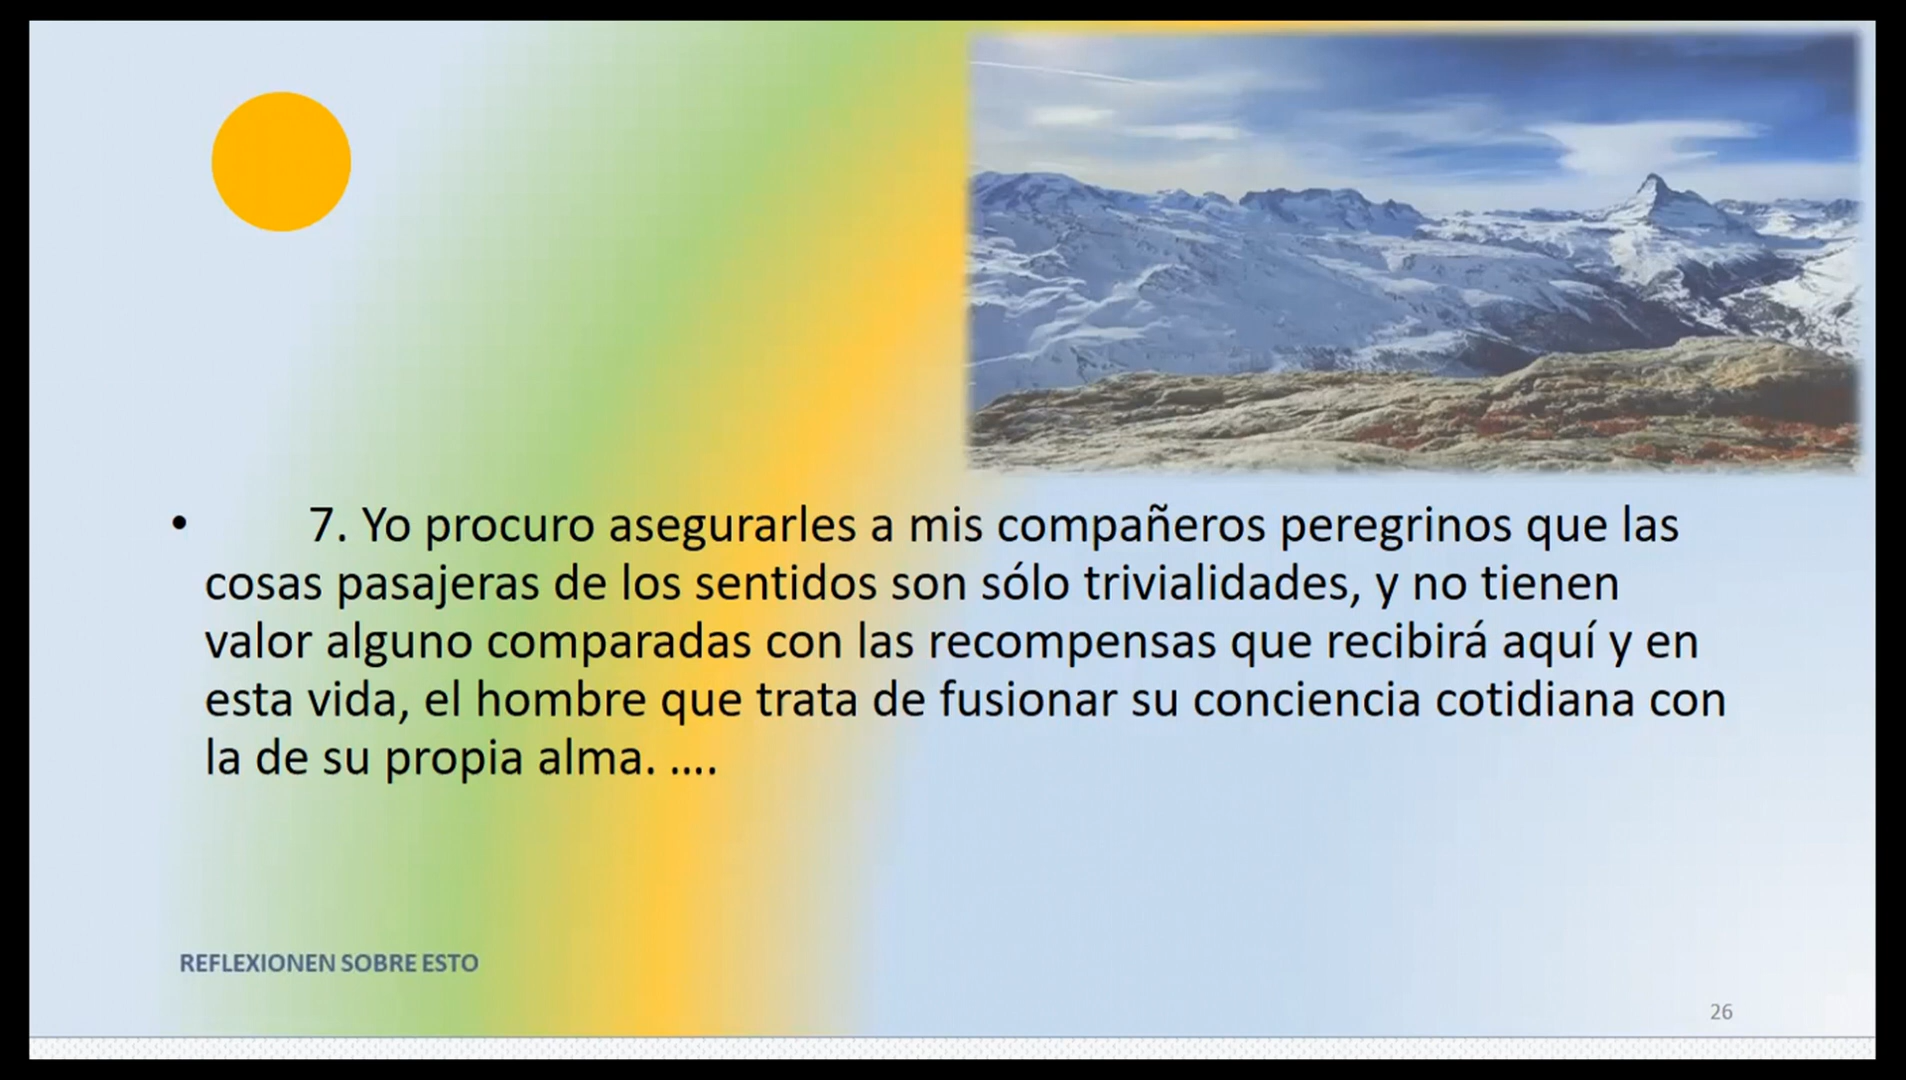 • 7. Yo procuro asegurarles a mis compañeros peregrinos que las
cosas pasajeras de los sentidos son sólo trivialidades, y no tienen
valor alguno comparadas con las recompensas que recibirá aquí y en
esta vida, el hombre que trata de fusionar su conciencia cotidiana con
la de su propia alma. ....
REFLEXIONEN SOBRE ESTO
26